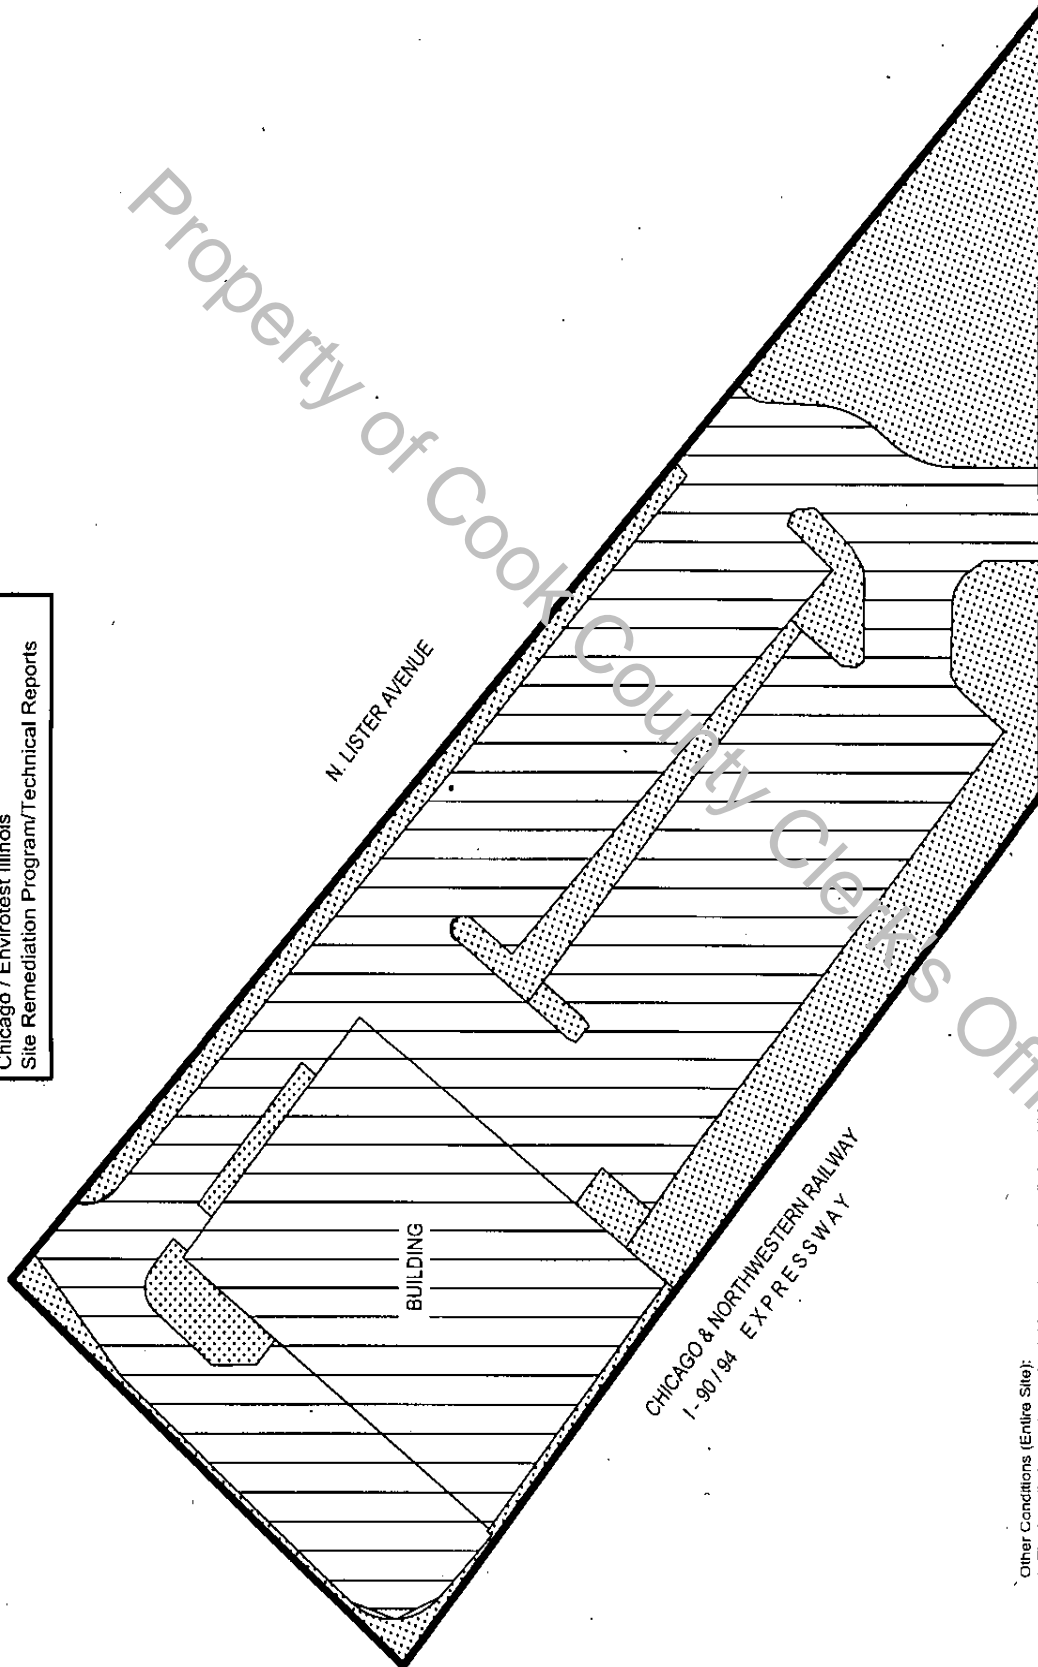 Chicago / Envirotest Illinois
Site Remediation Program/Technical Reports
N. LISTER AVENUE
BUILDING
CHICAGO & NORTHWESTERN RAILWAY
I - 90 / 94 EXPRESSWAY
Other Conditions (Entire Site):
Property of Cook County Clerk's